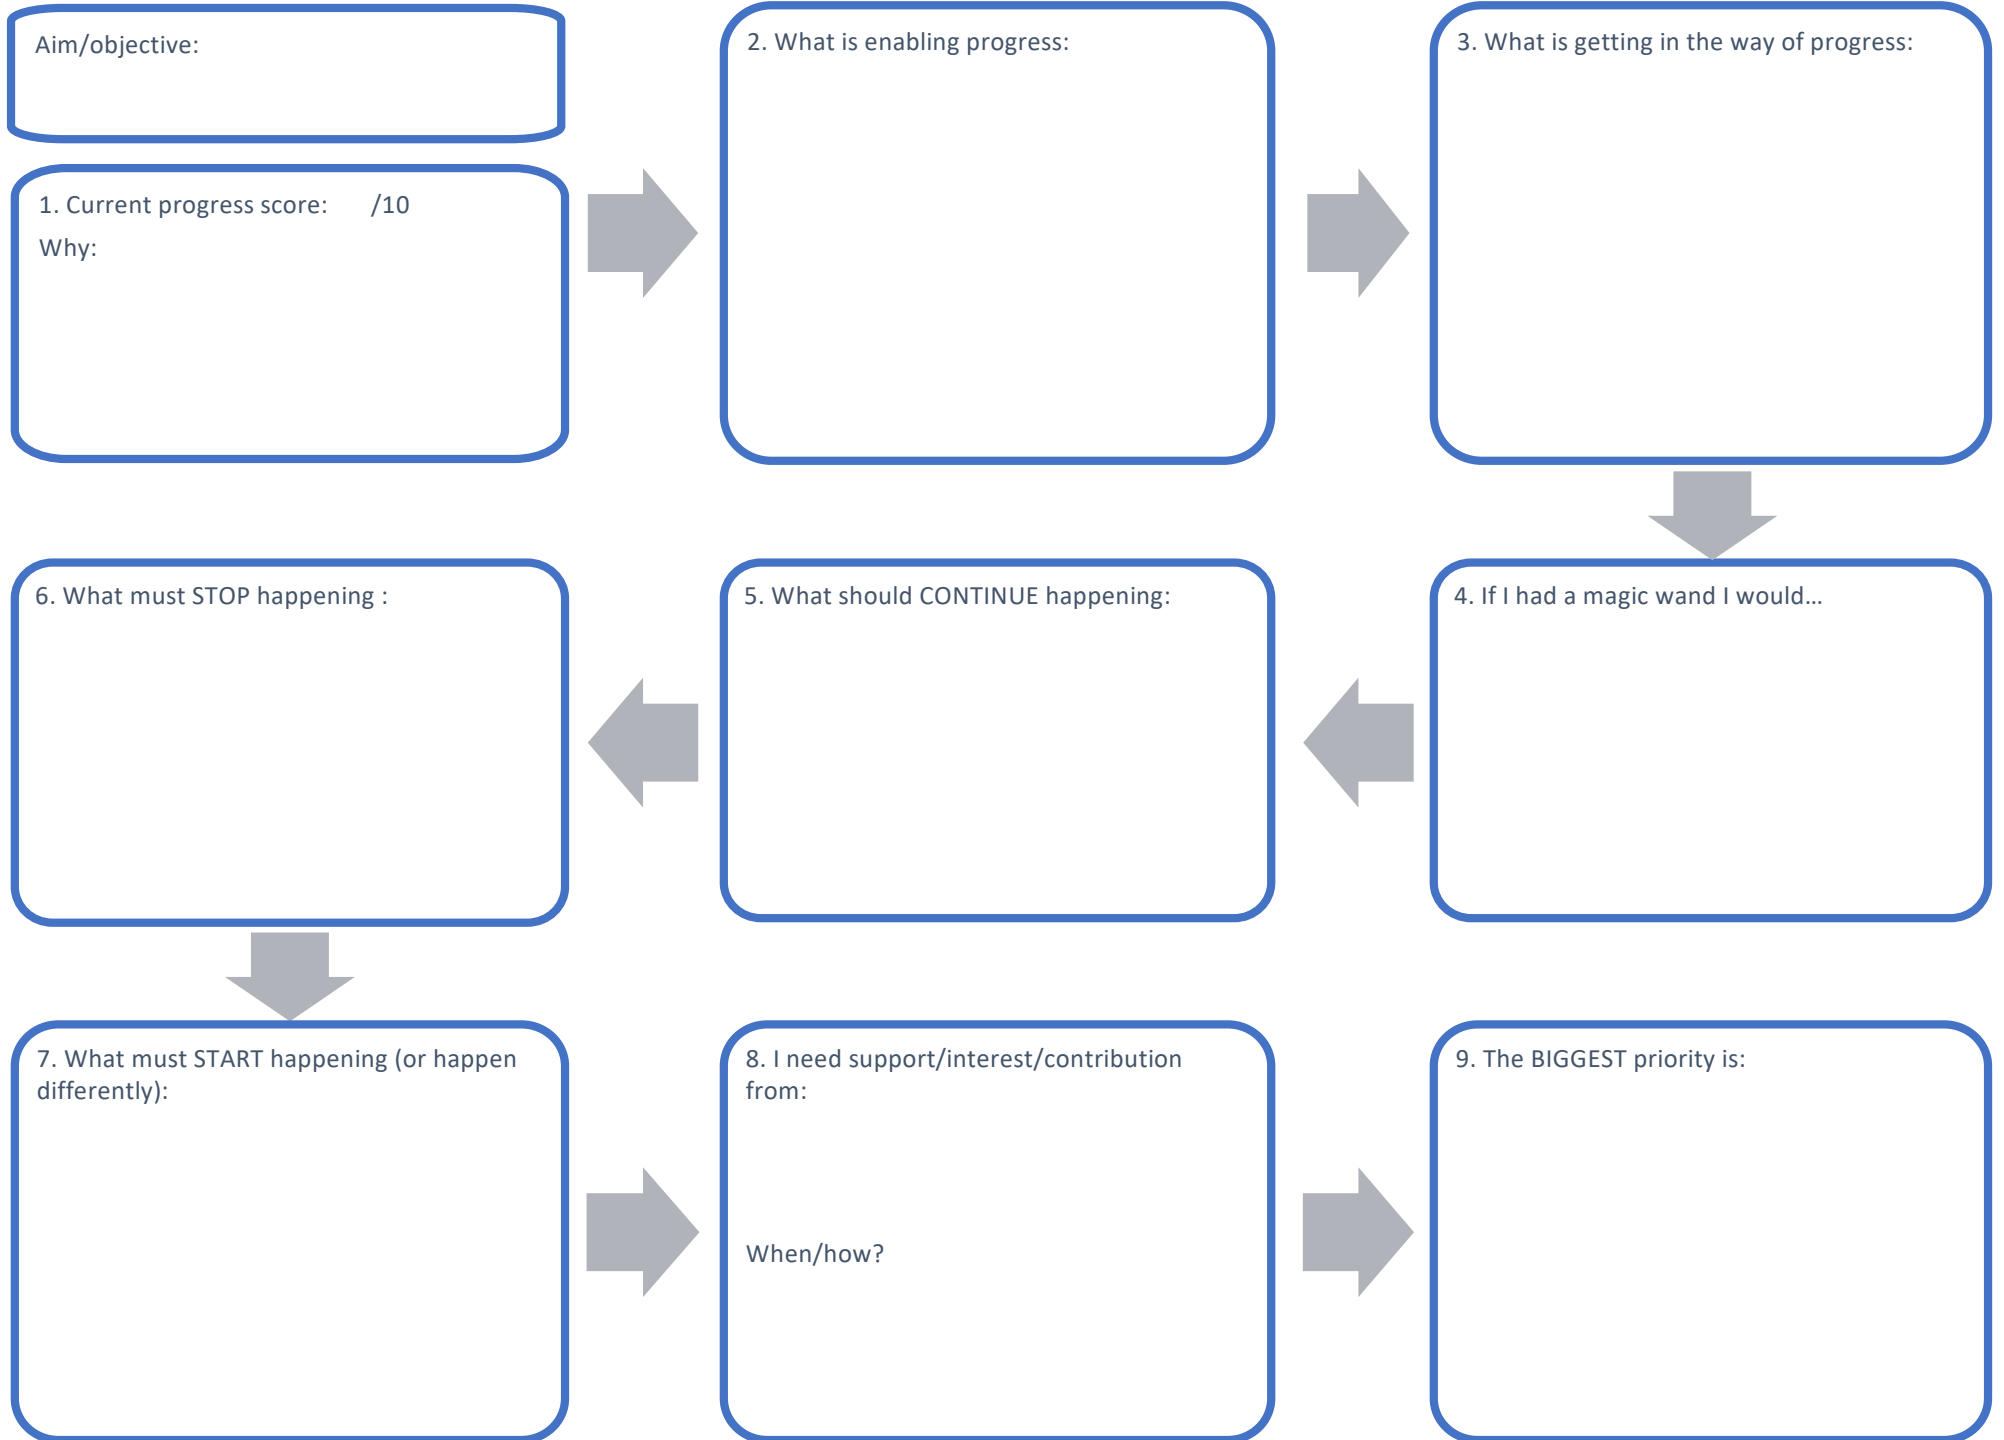 Aim/objective:
1. Current progress score: /10
Why:
2. What is enabling progress:
3. What is getting in the way of progress:
4. If I had a magic wand I would…
5. What should CONTINUE happening:
6. What must STOP happening :
7. What must START happening (or happen
differently):
8. I need support/interest/contribution
from:
When/how?
9. The BIGGEST priority is: